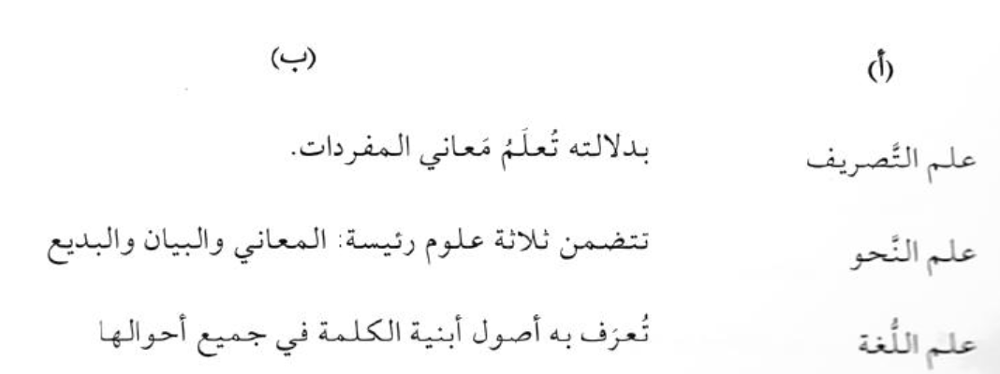 (أ) (ب)
علم التَّصريف بدلالته تُعلَمُ مَعاني المفردات.
علم النَّحو تتضمن ثلاثة علوم رئيسة: المعاني والبيان والبديع
علم اللُّغة تُعرَف به أصول أبنية الكلمة في جميع أحوالها